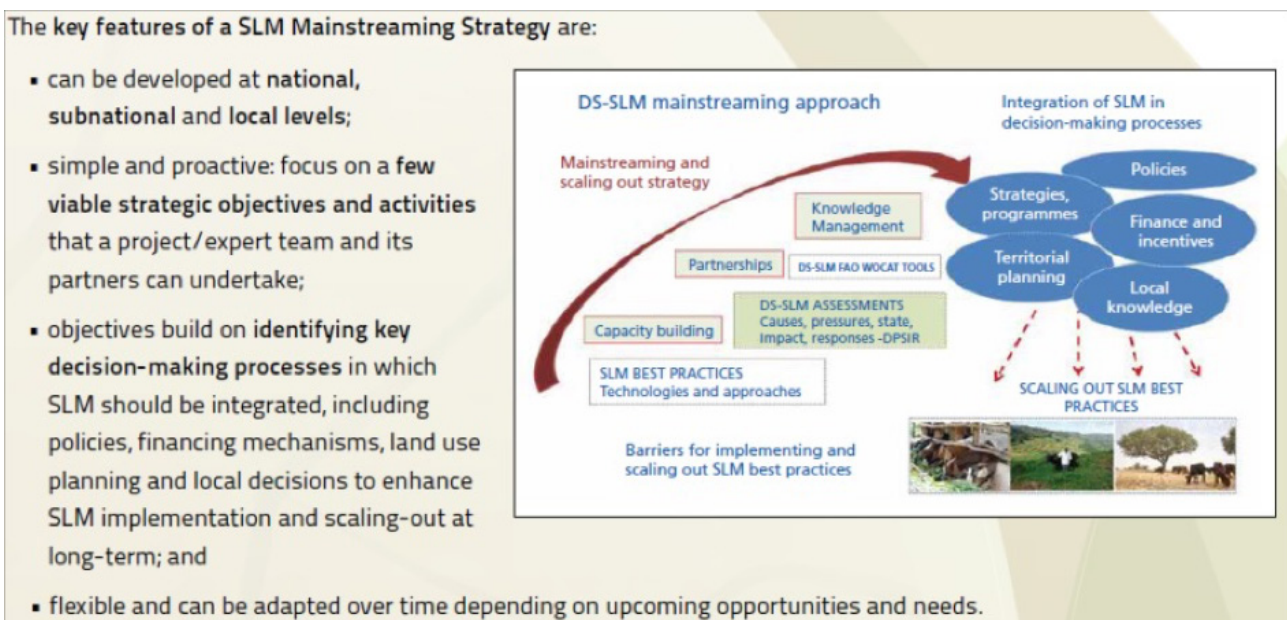 The key features of a SLM Mainstreaming Strategy are:
▪ can be developed at national,
subnational and local levels;
▪ simple and proactive: focus on a few
viable strategic objectives and activities
that a project/expert team and its
partners can undertake;
▪ objectives build on identifying key
decision-making processes in which
SLM should be integrated, including
policies, financing mechanisms, land use
planning and local decisions to enhance
SLM implementation and scaling-out at
long-term; and
▪ flexible and can be adapted over time depending on upcoming opportunities and needs.
DS-SLM mainstreaming approach
Integration of SLM in
decision-making processes
Mainstreaming and
scaling out strategy
Knowledge
Management
Partnerships
DS-SLM FAO WOCAT TOOLS
Capacity building
DS-SLM ASSESSMENTS
Causes, pressures, state,
Impact, responses -DPSIR
SLM BEST PRACTICES
Technologies and approaches
Barriers for implementing and
scaling out SLM best practices
Policies
Strategies,
programmes
Finance and
incentives
Territorial
planning
Local
knowledge
SCALING OUT SLM BEST
PRACTICES